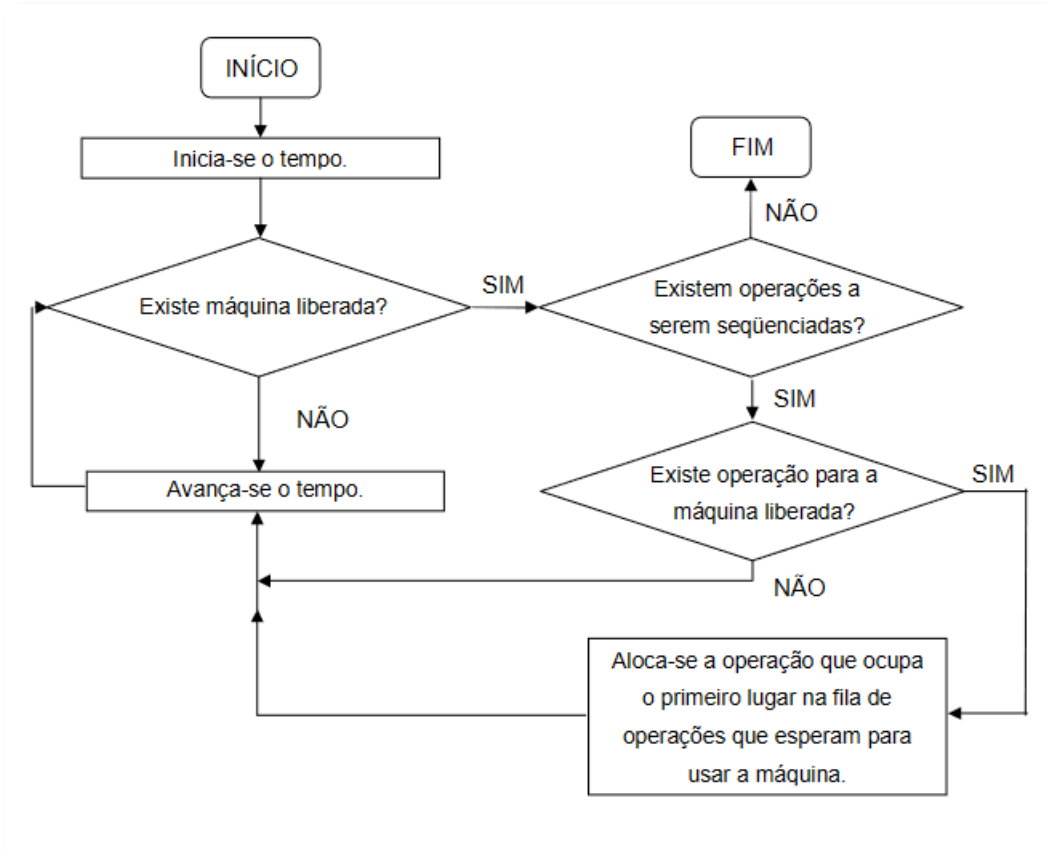 INÍCIO
Inicia-se o tempo.
FIM
NÃO
Existe máquina liberada?
SIM
Existem operações a
serem seqüenciadas?
SIM
NÃO
Avança-se o tempo.
Existe operação para a
máquina liberada?
SIM
NÃO
Aloca-se a operação que ocupa
o primeiro lugar na fila de
operações que esperam para
usar a máquina.